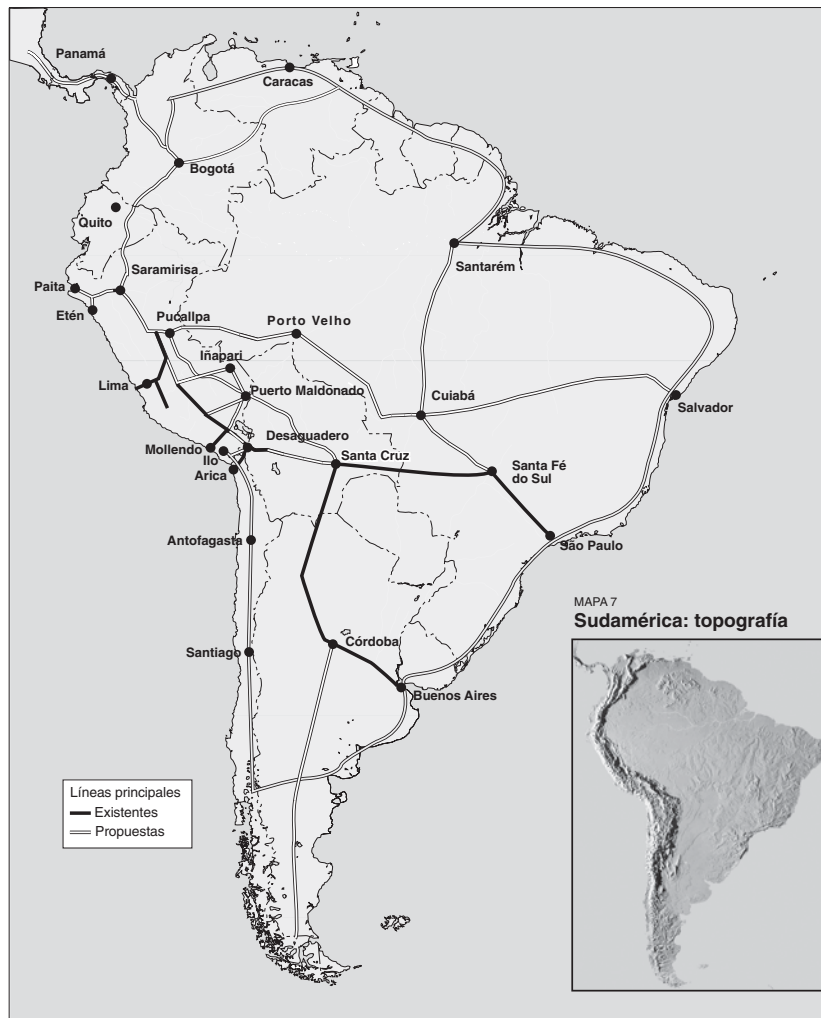 Panamá
Caracas
Bogotá
Quito
Santarém
Saramirisa
Paita
Etén
Pucallpa
Porto Velho
Iñapari
Lima
Puerto Maldonado
Cuiabá
Salvador
Desaguadero
Mollendo
Ilo
Santa Cruz
Arica
Santa Fé
do Sul
Antofagasta
São Paulo
MAPA 7
Sudamérica: topografía
Córdoba
Santiago
Buenos Aires
Líneas principales
Existentes
Propuestas